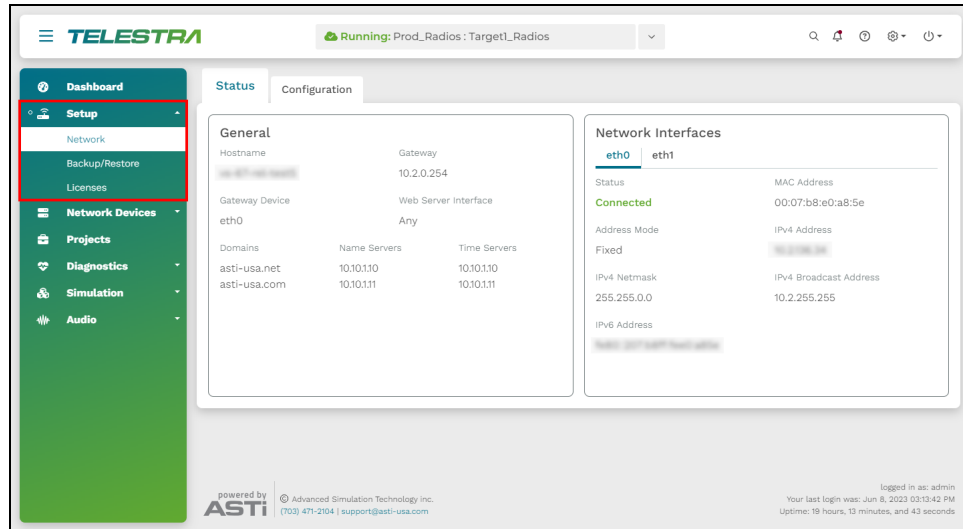 TELESTRA
Running: Prod_Radios : Target1_Radios
Dashboard
Setup
Network
Backup/Restore
Licenses
Network Devices
Projects
Diagnostics
Simulation
Audio
Status
Configuration
General
Hostname
Gateway
10.2.0.254
Gateway Device
Web Server Interface
eth0
Any
Domains
Name Servers
Time Servers
asti-usa.net
10.10.1.10
10.10.1.10
asti-usa.com
10.10.1.11
10.10.1.11
Network Interfaces
eth0
eth1
Status
MAC Address
Connected
00:07:b8:e0:a8:5e
Address Mode
IPv4 Address
Fixed
IPv4 Netmask
IPv4 Broadcast Address
255.255.0.0
10.2.255.255
IPv6 Address
powered by
ASTi
© Advanced Simulation Technology inc.
(703) 471-2104 | support@asti-usa.com
logged in as: admin
Your last login was: Jun 8, 2023 03:13:42 PM
Uptime: 19 hours, 13 minutes, and 43 seconds